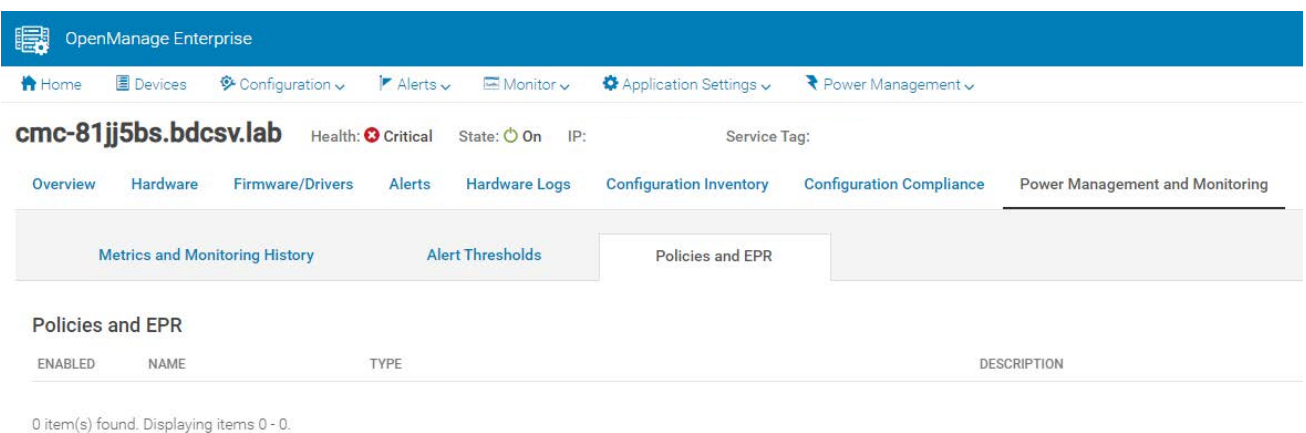 OpenManage Enterprise
Home Devices Configuration Alerts Monitor Application Settings Power Management
cmc-81jj5bs.bdcsv.lab Health: Critical State: On IP: Service Tag:
Overview Hardware Firmware/Drivers Alerts Hardware Logs Configuration Inventory Configuration Compliance Power Management and Monitoring
Metrics and Monitoring History Alert Thresholds Policies and EPR
Policies and EPR
ENABLED NAME TYPE DESCRIPTION
0 item(s) found. Displaying items 0 - 0.